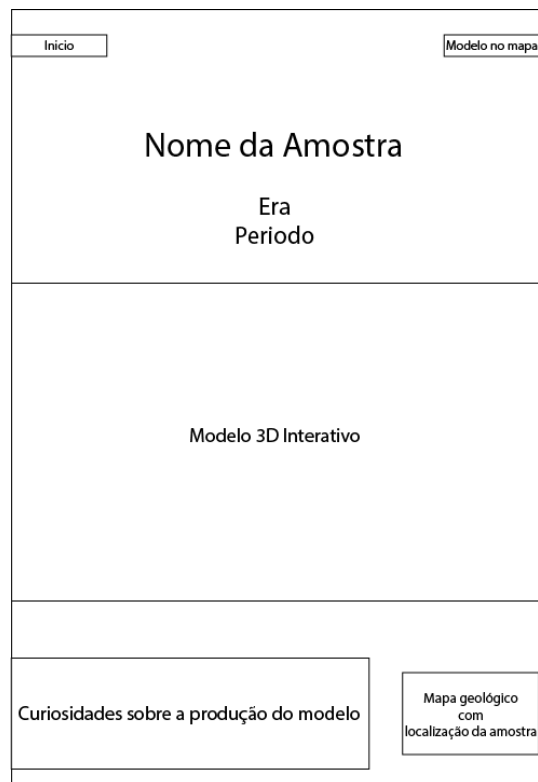 Inicio
Modelo no mapa
Nome da Amostra
Era
Periodo
Modelo 3D Interativo
Curiosidades sobre a produção do modelo
Mapa geológico
com
localização da amostra